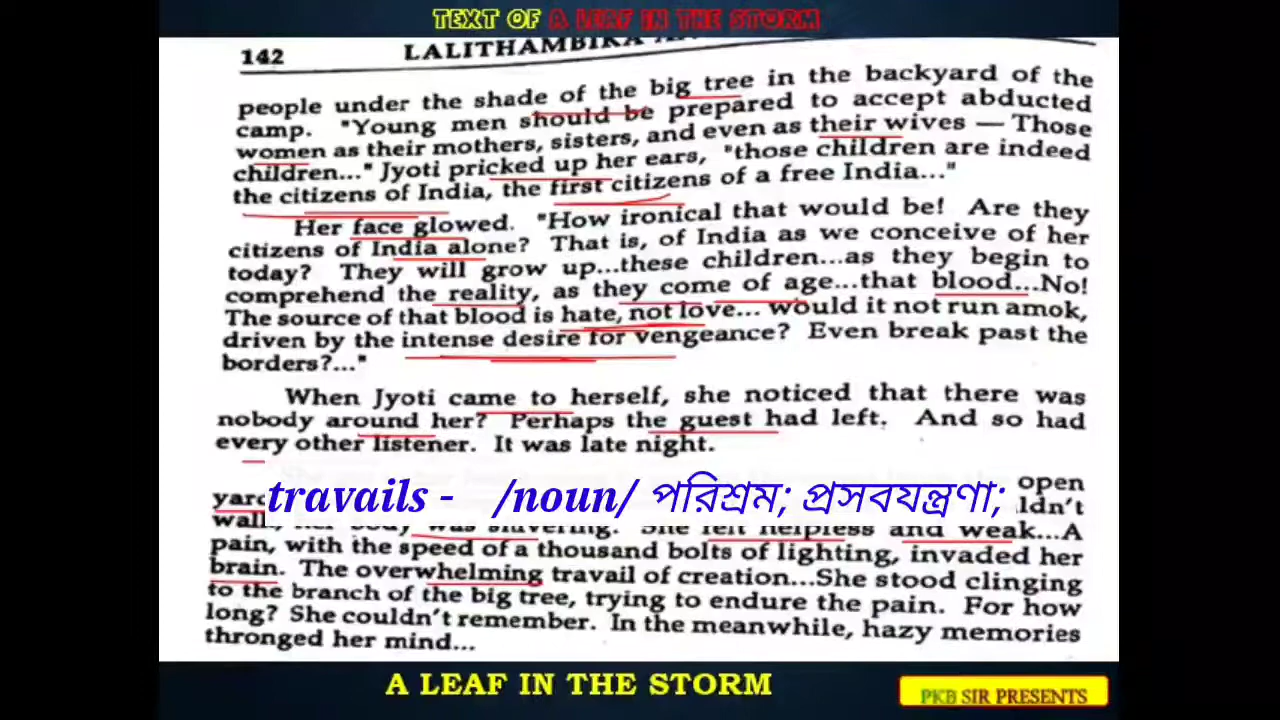 TEXT OF A LEAF IN THE STORM
142 LALITHAMBIKA
people under the shade of the big tree in the backyard of the
camp. "Young men should be prepared to accept abducted
women as their mothers, sisters, and even as their wives — Those
children..." Jyoti pricked up her ears, "those children are indeed
the citizens of India, the first citizens of a free India..."
Her face glowed. "How ironical that would be! Are they
citizens of India alone? That is, of India as we conceive of her
today? They will grow up...these children...as they begin to
comprehend the reality, as they come of age...that blood...No!
The source of that blood is hate, not love... would it not run amok,
driven by the intense desire for vengeance? Even break past the
borders?..."
When Jyoti came to herself, she noticed that there was
nobody around her? Perhaps the guest had left. And so had
every other listener. It was late night.
open
travails - /noun/ পরিশ্রম; প্রসবযন্ত্রণা;
her body was shivering. She felt helpless and weak...A
pain, with the speed of a thousand bolts of lighting, invaded her
brain. The overwhelming travail of creation...She stood clinging
to the branch of the big tree, trying to endure the pain. For how
long? She couldn't remember. In the meanwhile, hazy memories
thronged her mind...
A LEAF IN THE STORM
PKB SIR PRESENTS